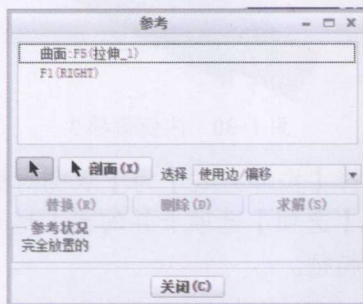 参考
曲面:F5(拉伸_1)
F1(RIGHT)
剖面(X) 选择 使用边/偏移
替换(R) 删除(D) 求解(S)
参考状况
完全放置的
关闭(C)